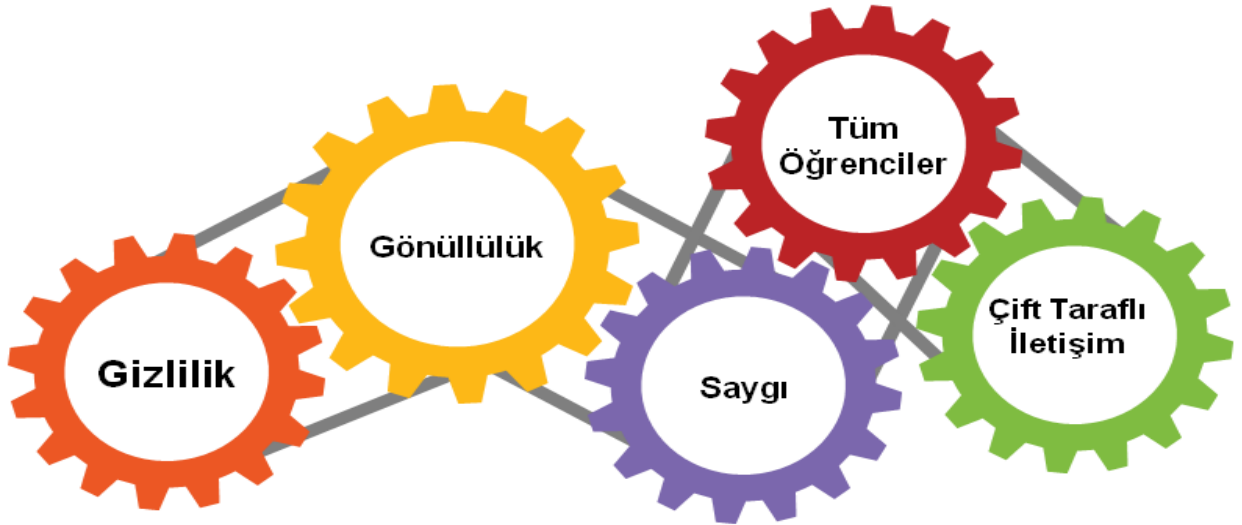 Gizlilik
Gönüllülük
Saygı
Tüm
Öğrenciler
Çift Taraflı
İletişim